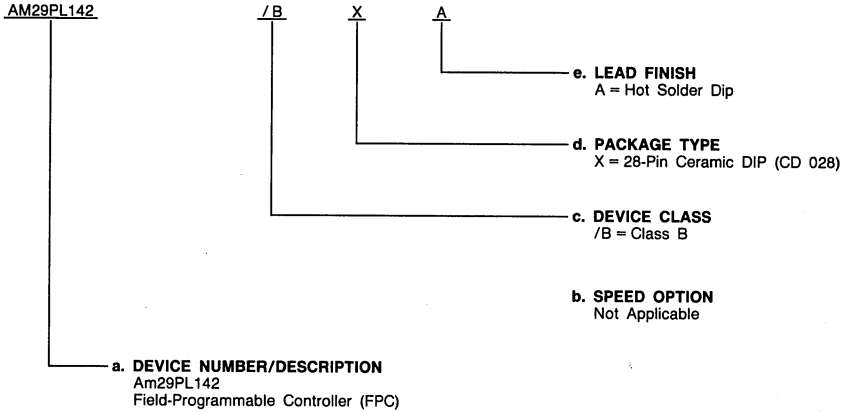 AM29PL142 /B X A
e. LEAD FINISH
A = Hot Solder Dip
d. PACKAGE TYPE
X = 28-Pin Ceramic DIP (CD 028)
c. DEVICE CLASS
/B = Class B
b. SPEED OPTION
Not Applicable
a. DEVICE NUMBER/DESCRIPTION
Am29PL142
Field-Programmable Controller (FPC)